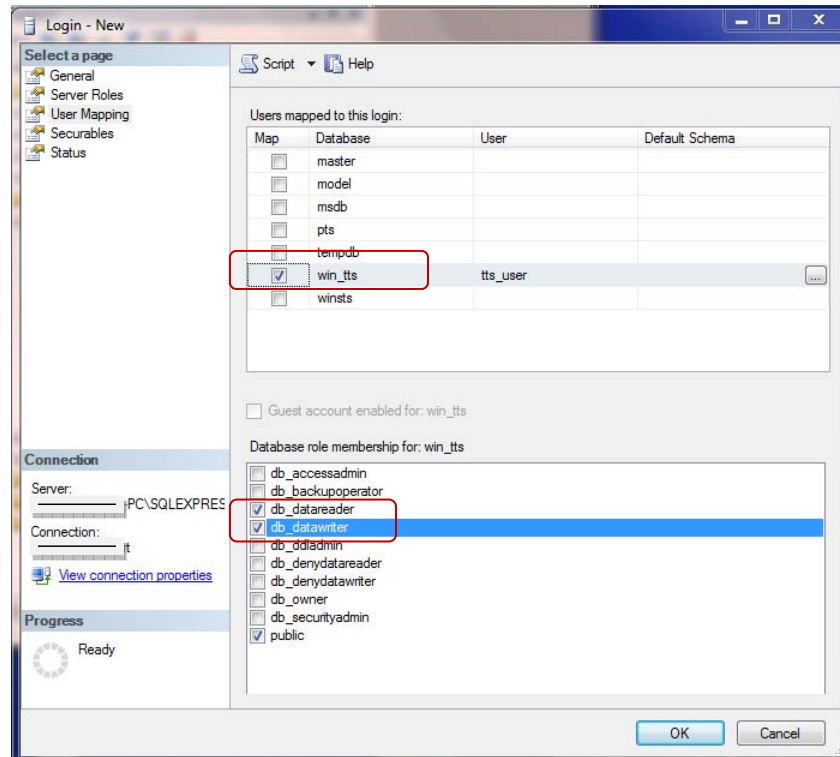 Login - New
Select a page
General
Server Roles
User Mapping
Securables
Status
Script Help
Users mapped to this login:
Map Database User Default Schema
master
model
msdb
pts
tempdb
win_tts tts_user ...
winsts
Guest account enabled for: win_tts
Database role membership for: win_tts
db_accessadmin
db_backupoperator
db_datareader
db_datawriter
db_ddladmin
db_denydatareader
db_denydatawriter
db_owner
db_securityadmin
public
Connection
Server:
-PC\SQLEXPRES
Connection:
View connection properties
Progress
Ready
OK Cancel